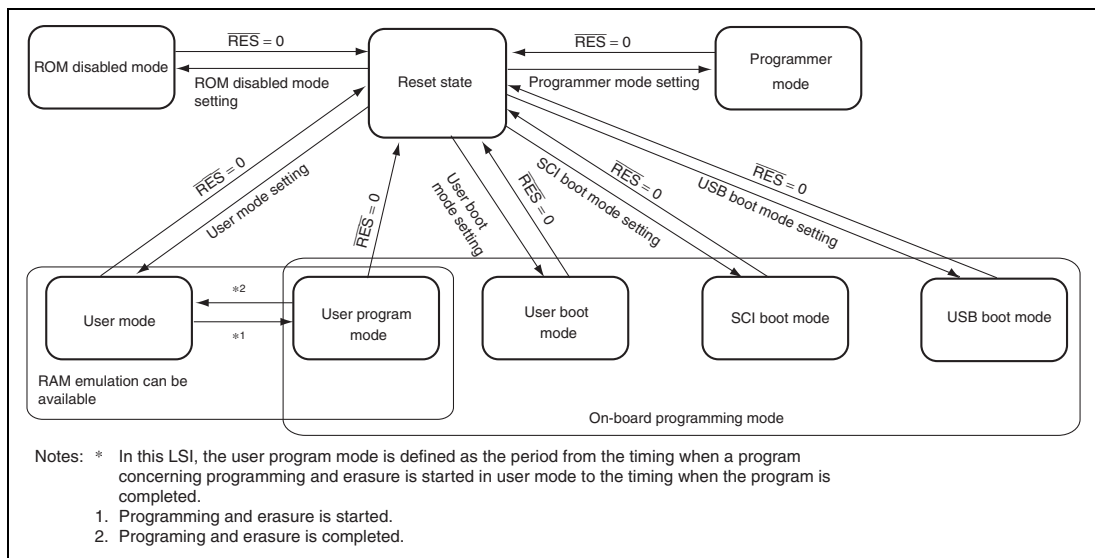 RES = 0
ROM disabled mode
ROM disabled mode
setting
Reset state
RES = 0
Programmer mode setting
Programmer
mode
RES = 0
User mode setting
RES = 0
User boot
mode setting
RES = 0
SCI boot mode setting
RES = 0
USB boot mode setting
RES = 0
User mode
*2
*1
User program
mode
User boot
mode
SCI boot mode
USB boot mode
RAM emulation can be
available
On-board programming mode
Notes: * In this LSI, the user program mode is defined as the period from the timing when a program
concerning programming and erasure is started in user mode to the timing when the program is
completed.
1. Programming and erasure is started.
2. Programing and erasure is completed.